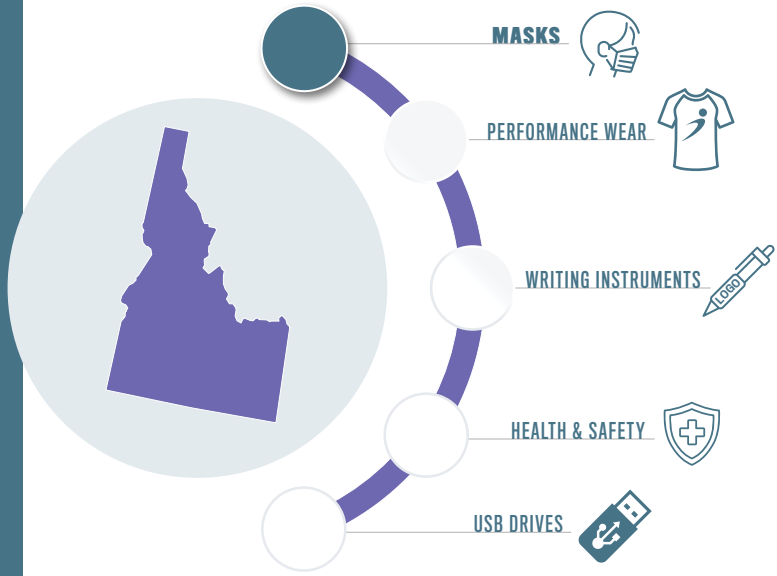 MASKS
PERFORMANCE WEAR
WRITING INSTRUMENTS
LOGO
HEALTH & SAFETY
USB DRIVES